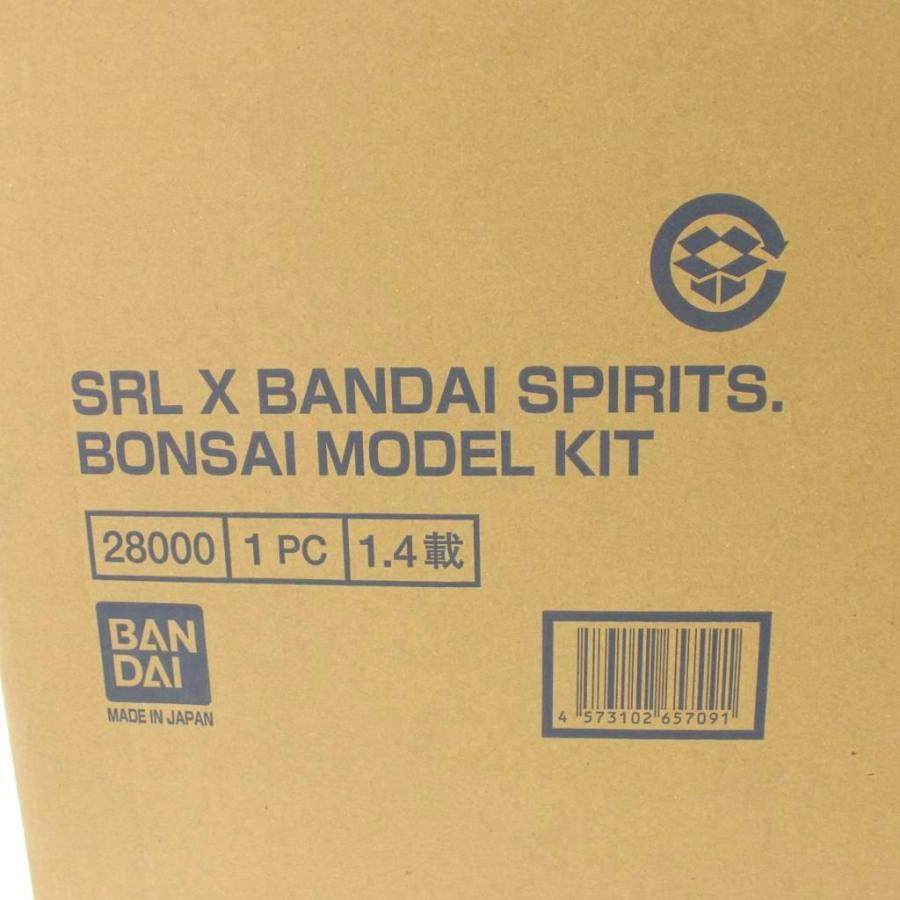 SRL X BANDAI SPIRITS.
BONSAI MODEL KIT
28000 1 PC 1.4 載
BAN
DAI
MADE IN JAPAN
4 573102 657091